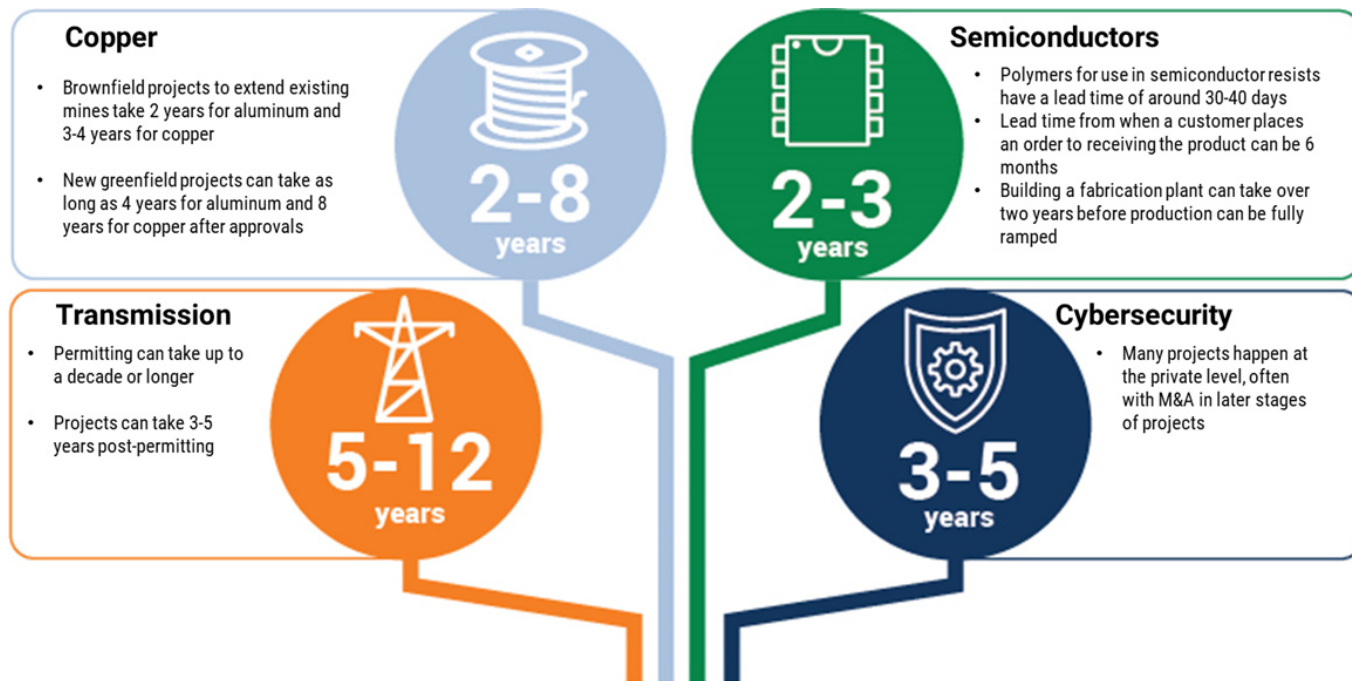 Copper
• Brownfield projects to extend existing
mines take 2 years for aluminum and
3-4 years for copper
• New greenfield projects can take as
long as 4 years for aluminum and 8
years for copper after approvals
2-8
years
2-3
years
Semiconductors
• Polymers for use in semiconductor resists
have a lead time of around 30-40 days
• Lead time from when a customer places
an order to receiving the product can be 6
months
• Building a fabrication plant can take over
two years before production can be fully
ramped
Transmission
• Permitting can take up to
a decade or longer
• Projects can take 3-5
years post-permitting
5-12
years
3-5
years
Cybersecurity
• Many projects happen at
the private level, often
with M&A in later stages
of projects